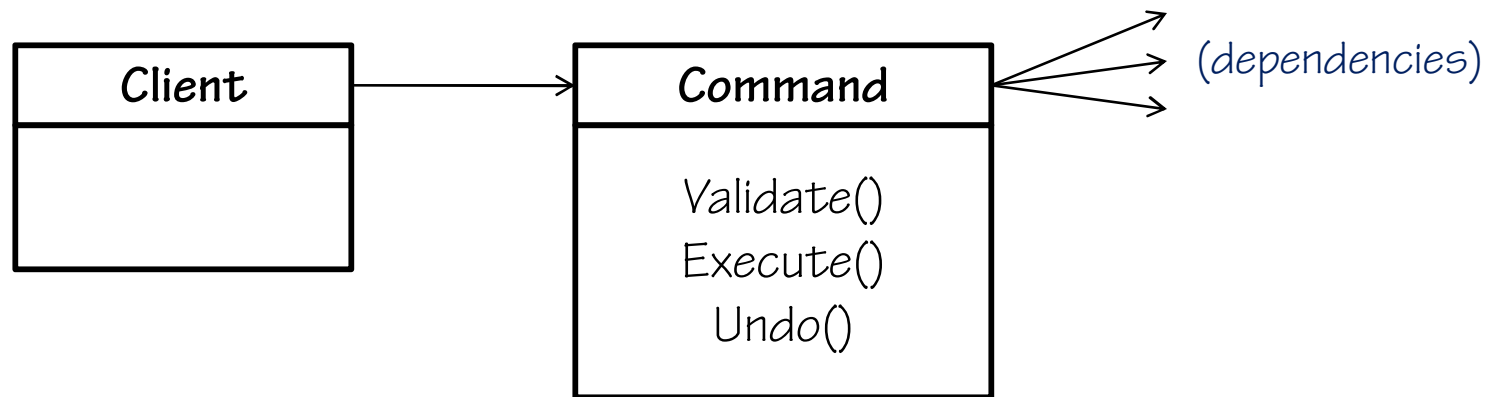 Client
Command
(dependencies)
Validate()
Execute()
Undo()